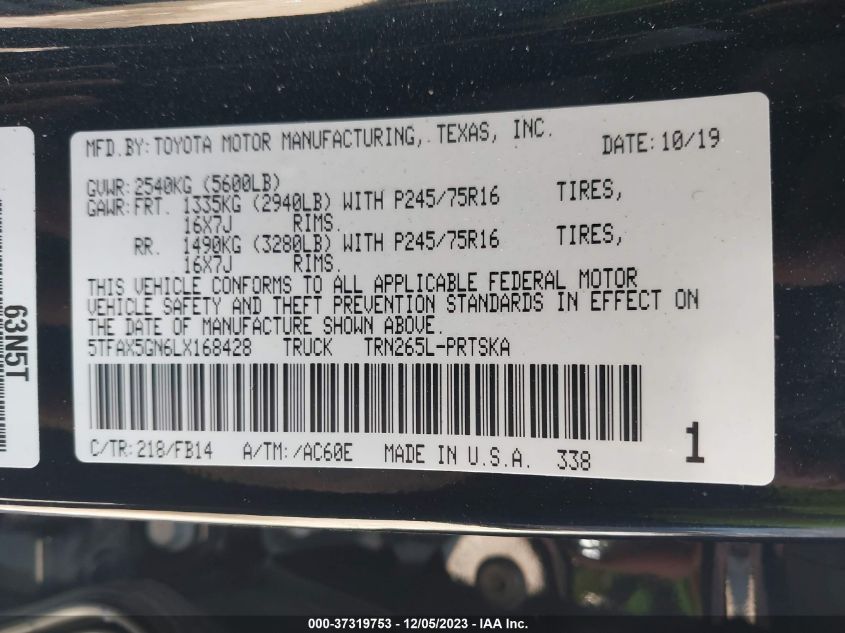 MFD.BY: TOYOTA MOTOR MANUFACTURING, TEXAS, INC. DATE: 10/19
GVWR: 2540KG (5600LB)
GAWR: FRT. 1335KG (2940LB) WITH P245/75R16 TIRES,
16X7J RIMS.
RR. 1490KG (3280LB) WITH P245/75R16 TIRES,
16X7J RIMS.
THIS VEHICLE CONFORMS TO ALL APPLICABLE FEDERAL MOTOR
VEHICLE SAFETY AND THEFT PREVENTION STANDARDS IN EFFECT ON
THE DATE OF MANUFACTURE SHOWN ABOVE.
5TFAX5GN6LX168428 TRUCK TRN265L-PRTSKA
C/TR: 218/FB14 A/TM: /AC60E MADE IN U.S.A. 338 1
63N5T
000-37319753 - 12/05/2023 - IAA Inc.